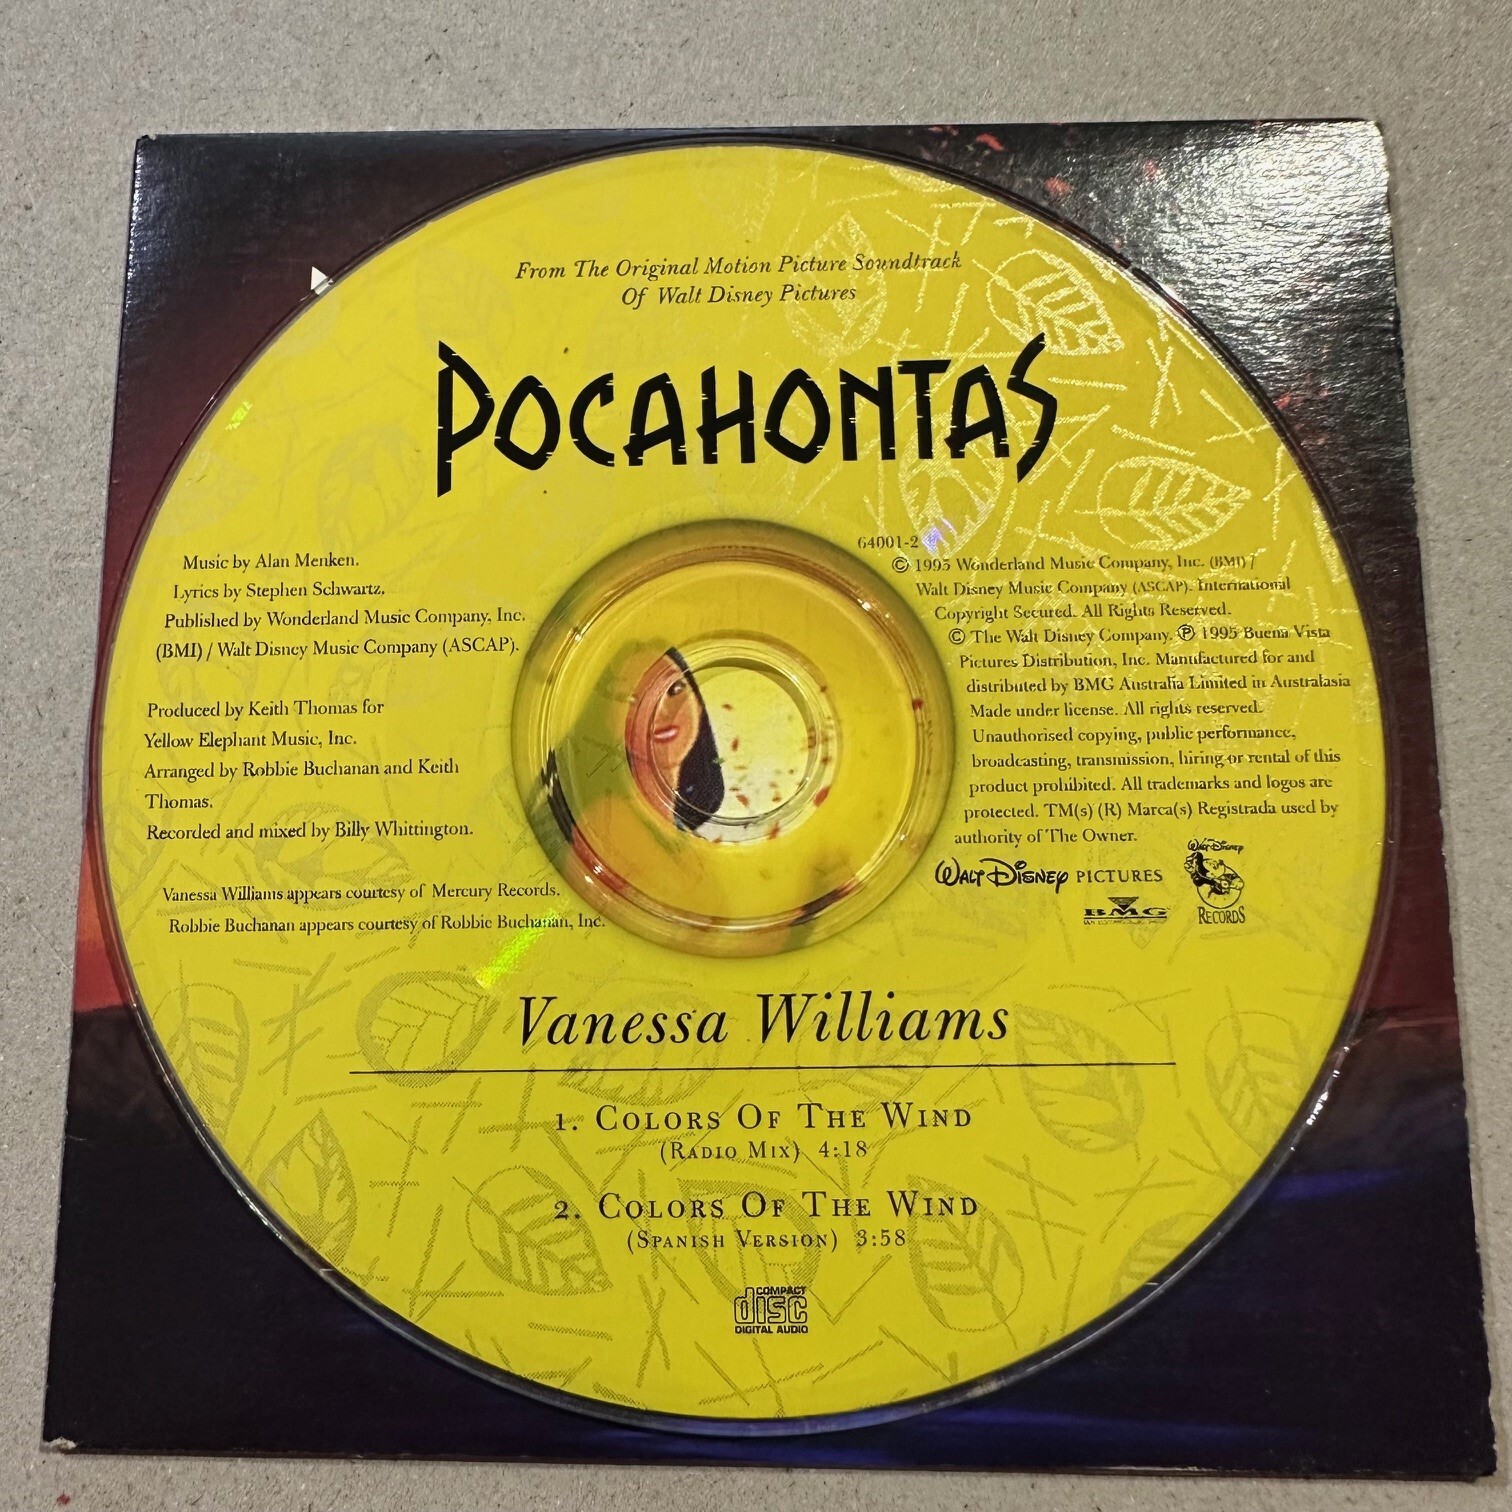 From The Original Motion Picture Soundtrack
Of Walt Disney Pictures
POCAHONTAS
Music by Alan Menken.
Lyrics by Stephen Schwartz.
Published by Wonderland Music Company, Inc.
(BMI) / Walt Disney Music Company (ASCAP).
Produced by Keith Thomas for
Yellow Elephant Music, Inc.
Arranged by Robbie Buchanan and Keith
Thomas.
Recorded and mixed by Billy Whittington.
Vanessa Williams appears courtesy of Mercury Records.
Robbie Buchanan appears courtesy of Robbie Buchanan, Inc.
64001-2
© 1995 Wonderland Music Company, Inc. (BMI) /
Walt Disney Music Company (ASCAP). International
Copyright Secured. All Rights Reserved.
© The Walt Disney Company. ℗ 1995 Buena Vista
Pictures Distribution, Inc. Manufactured for and
distributed by BMG Australia Limited in Australasia
Made under license. All rights reserved.
Unauthorised copying, public performance,
broadcasting, transmission, hiring or rental of this
product prohibited. All trademarks and logos are
protected. TM(s) (R) Marca(s) Registrada used by
authority of The Owner.
WALT DISNEY PICTURES
BMG
WALT DISNEY
RECORDS
Vanessa Williams
1. COLORS OF THE WIND
(RADIO MIX) 4:18
2. COLORS OF THE WIND
(SPANISH VERSION) 3:58
COMPACT
disc
DIGITAL AUDIO